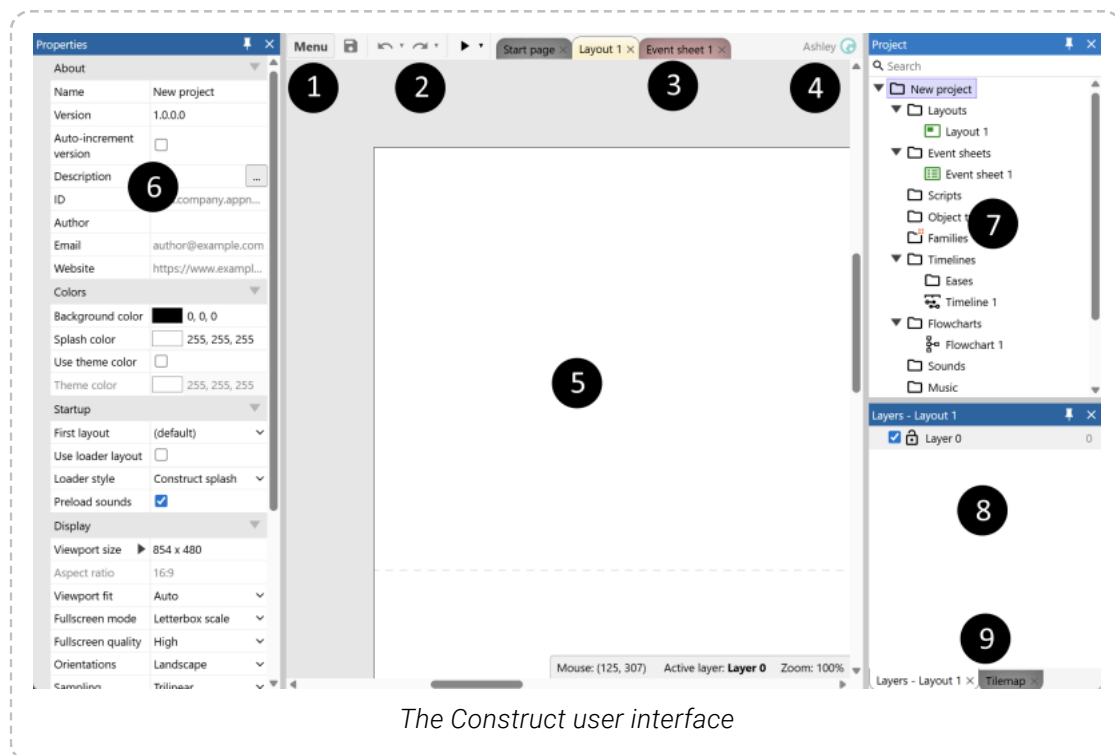 Properties
About
Name New project
Version 1.0.0.0
Auto-increment
version
Description ...
ID .company.appn...
Author
Email author@example.com
Website https://www.exampl...
Colors
Background color 0, 0, 0
Splash color 255, 255, 255
Use theme color
Theme color 255, 255, 255
Startup
First layout (default)
Use loader layout
Loader style Construct splash
Preload sounds
Display
Viewport size 854 x 480
Aspect ratio 16:9
Viewport fit Auto
Fullscreen mode Letterbox scale
Fullscreen quality High
Orientations Landscape
Sampling Trilinear
6
Menu Start page Layout 1 Event sheet 1 Ashley
1 2 3 4
5
Mouse: (125, 307) Active layer: Layer 0 Zoom: 100%
Project
Search
New project
Layouts
Layout 1
Event sheets
Event sheet 1
Scripts
Object t
7
Families
Timelines
Eases
Timeline 1
Flowcharts
Flowchart 1
Sounds
Music
Layers - Layout 1
Layer 0 0
8
9
Layers - Layout 1 Tilemap
The Construct user interface